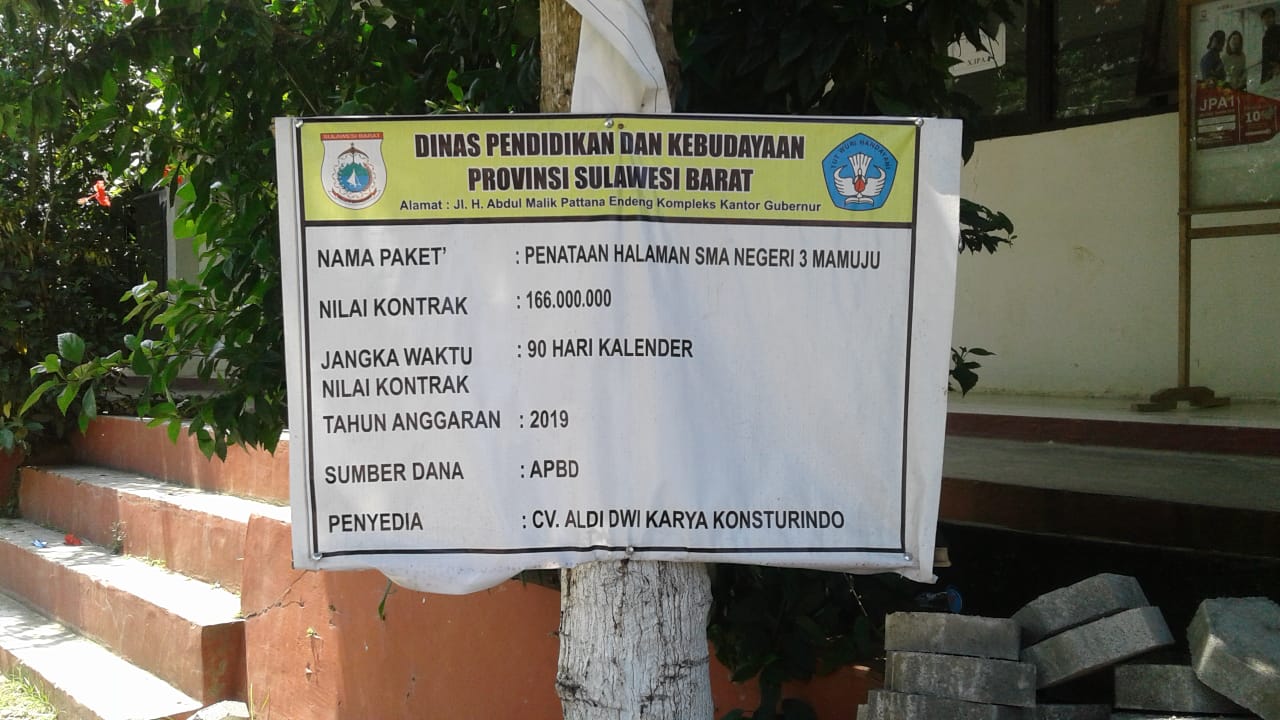 SULAWESI BARAT
DINAS PENDIDIKAN DAN KEBUDAYAAN
PROVINSI SULAWESI BARAT
Alamat : Jl. H. Abdul Malik Pattana Endeng Kompleks Kantor Gubernur
TUT WURI HANDAYANI
NAMA PAKET' : PENATAAN HALAMAN SMA NEGERI 3 MAMUJU
NILAI KONTRAK : 166.000.000
JANGKA WAKTU : 90 HARI KALENDER
NILAI KONTRAK
TAHUN ANGGARAN : 2019
SUMBER DANA : APBD
PENYEDIA : CV. ALDI DWI KARYA KONSTURINDO
X.IPA.
JPA1
10%